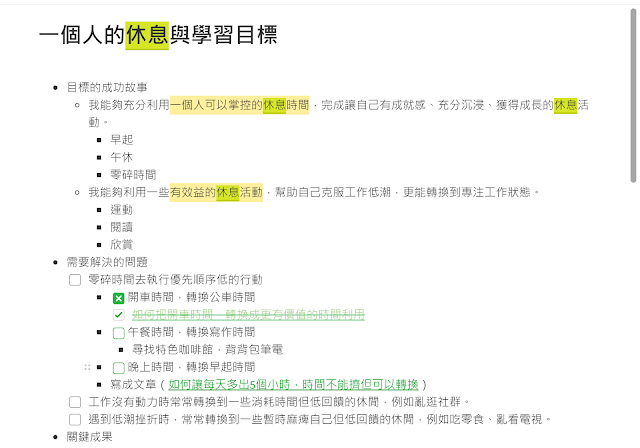 一個人的休息與學習目標
目標的成功故事
我能夠充分利用一個人可以掌控的休息時間，完成讓自己有成就感、充分沉浸、獲得成長的休息活
動。
早起
午休
零碎時間
我能夠利用一些有效益的休息活動，幫助自己克服工作低潮，更能轉換到專注工作狀態。
運動
閱讀
欣賞
需要解決的問題
零碎時間去執行優先順序低的行動
開車時間，轉換公車時間
如何把開車時間，轉換成更有價值的時間利用
午餐時間，轉換寫作時間
尋找特色咖啡館，背背包筆電
晚上時間，轉換早起時間
寫成文章（如何讓每天多出5個小時，時間不能擠但可以轉換）
工作沒有動力時常常轉換到一些消耗時間但低回饋的休閒，例如亂逛社群。
遇到低潮挫折時，常常轉換到一些暫時麻痺自己但低回饋的休閒，例如吃零食、亂看電視。
關鍵成果